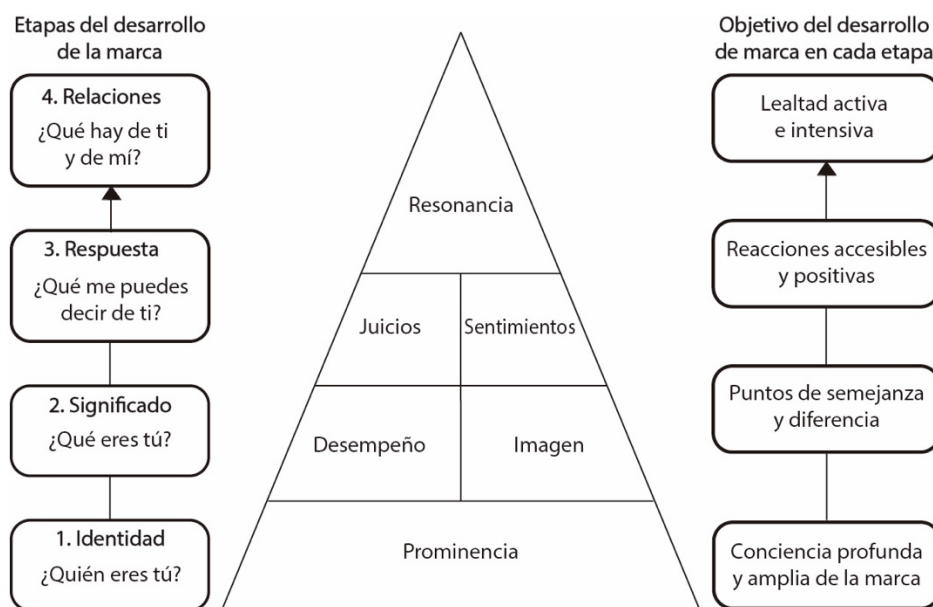 Etapas del desarrollo
de la marca
4. Relaciones
¿Qué hay de ti
y de mí?
3. Respuesta
¿Qué me puedes
decir de ti?
2. Significado
¿Qué eres tú?
1. Identidad
¿Quién eres tú?
Resonancia
Juicios
Sentimientos
Desempeño
Imagen
Prominencia
Objetivo del desarrollo
de marca en cada etapa
Lealtad activa
e intensiva
Reacciones accesibles
y positivas
Puntos de semejanza
y diferencia
Conciencia profunda
y amplia de la marca